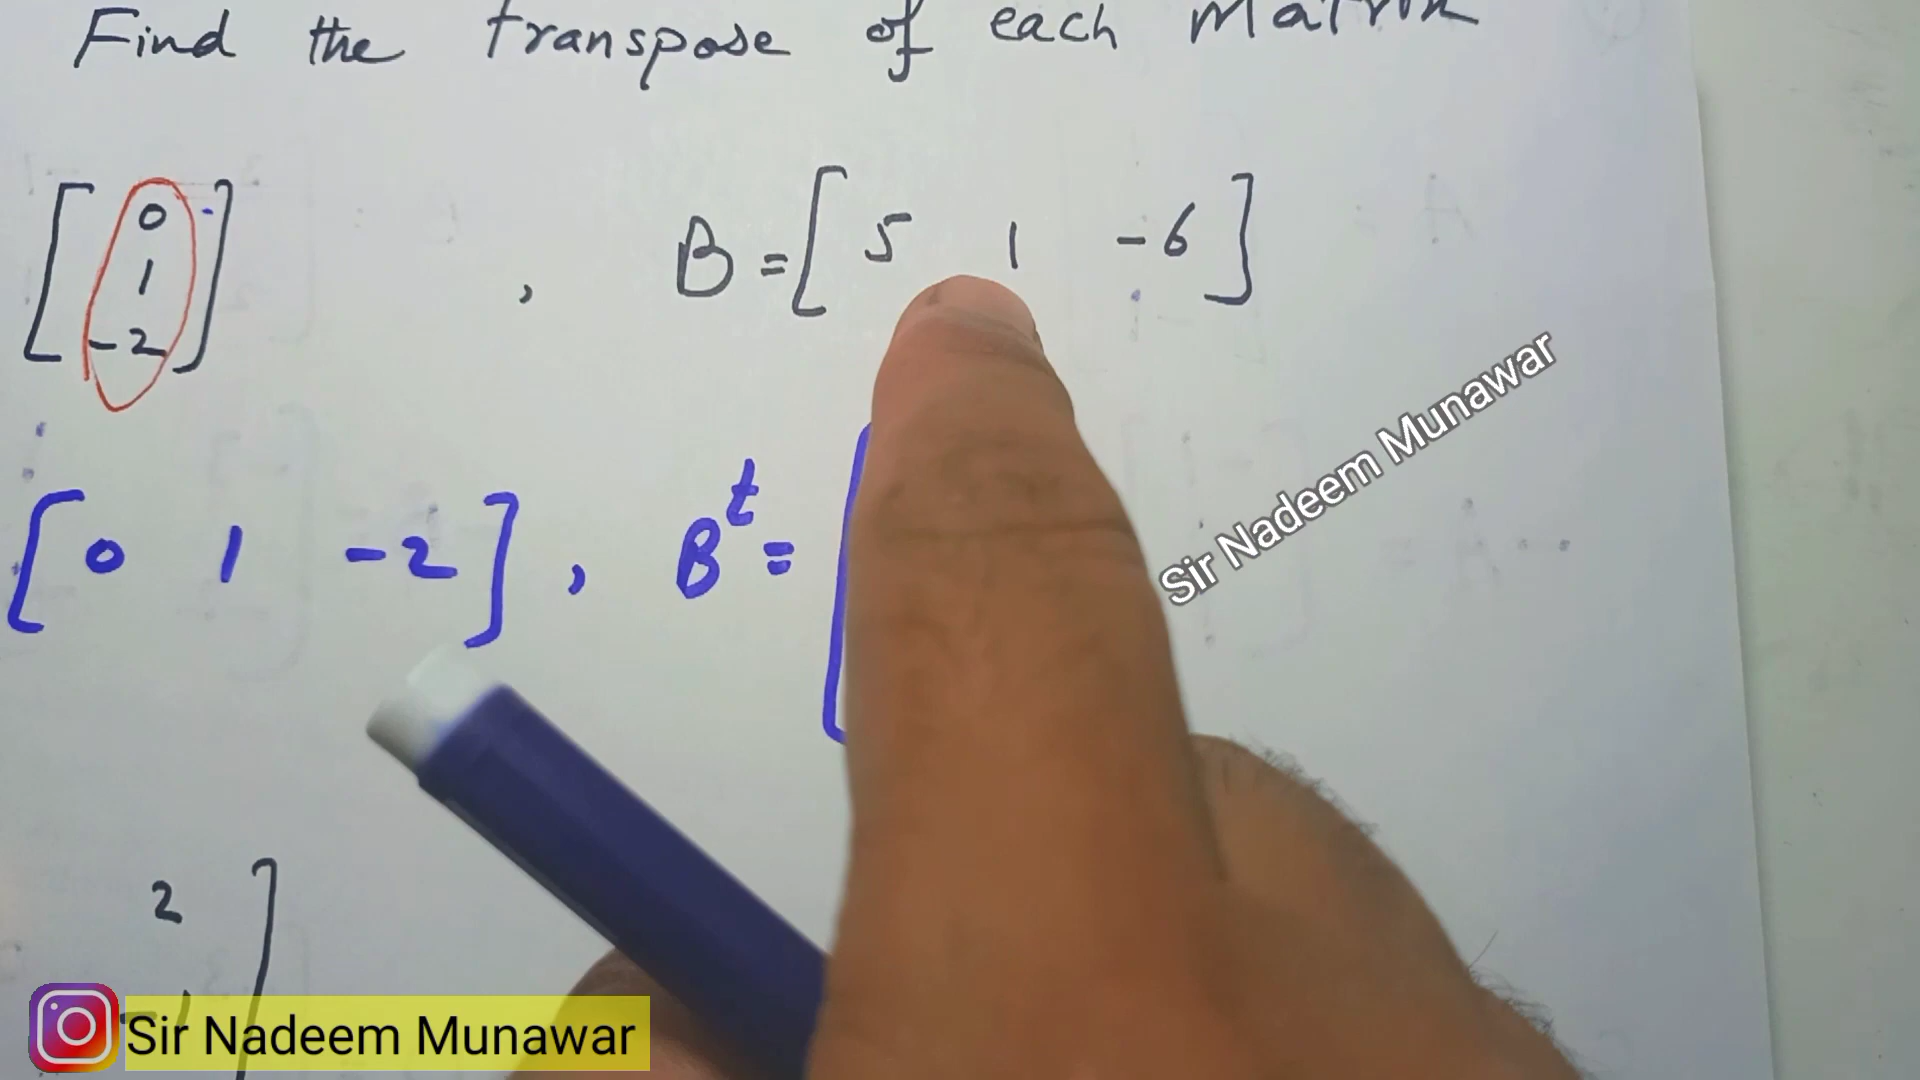 Find the transpose of each Matrix
[ 0 1 -2 ] , B = [ 5 1 -6 ]
[ 0 1 -2 ] , B^t = [
Sir Nadeem Munawar
2 ]
Sir Nadeem Munawar